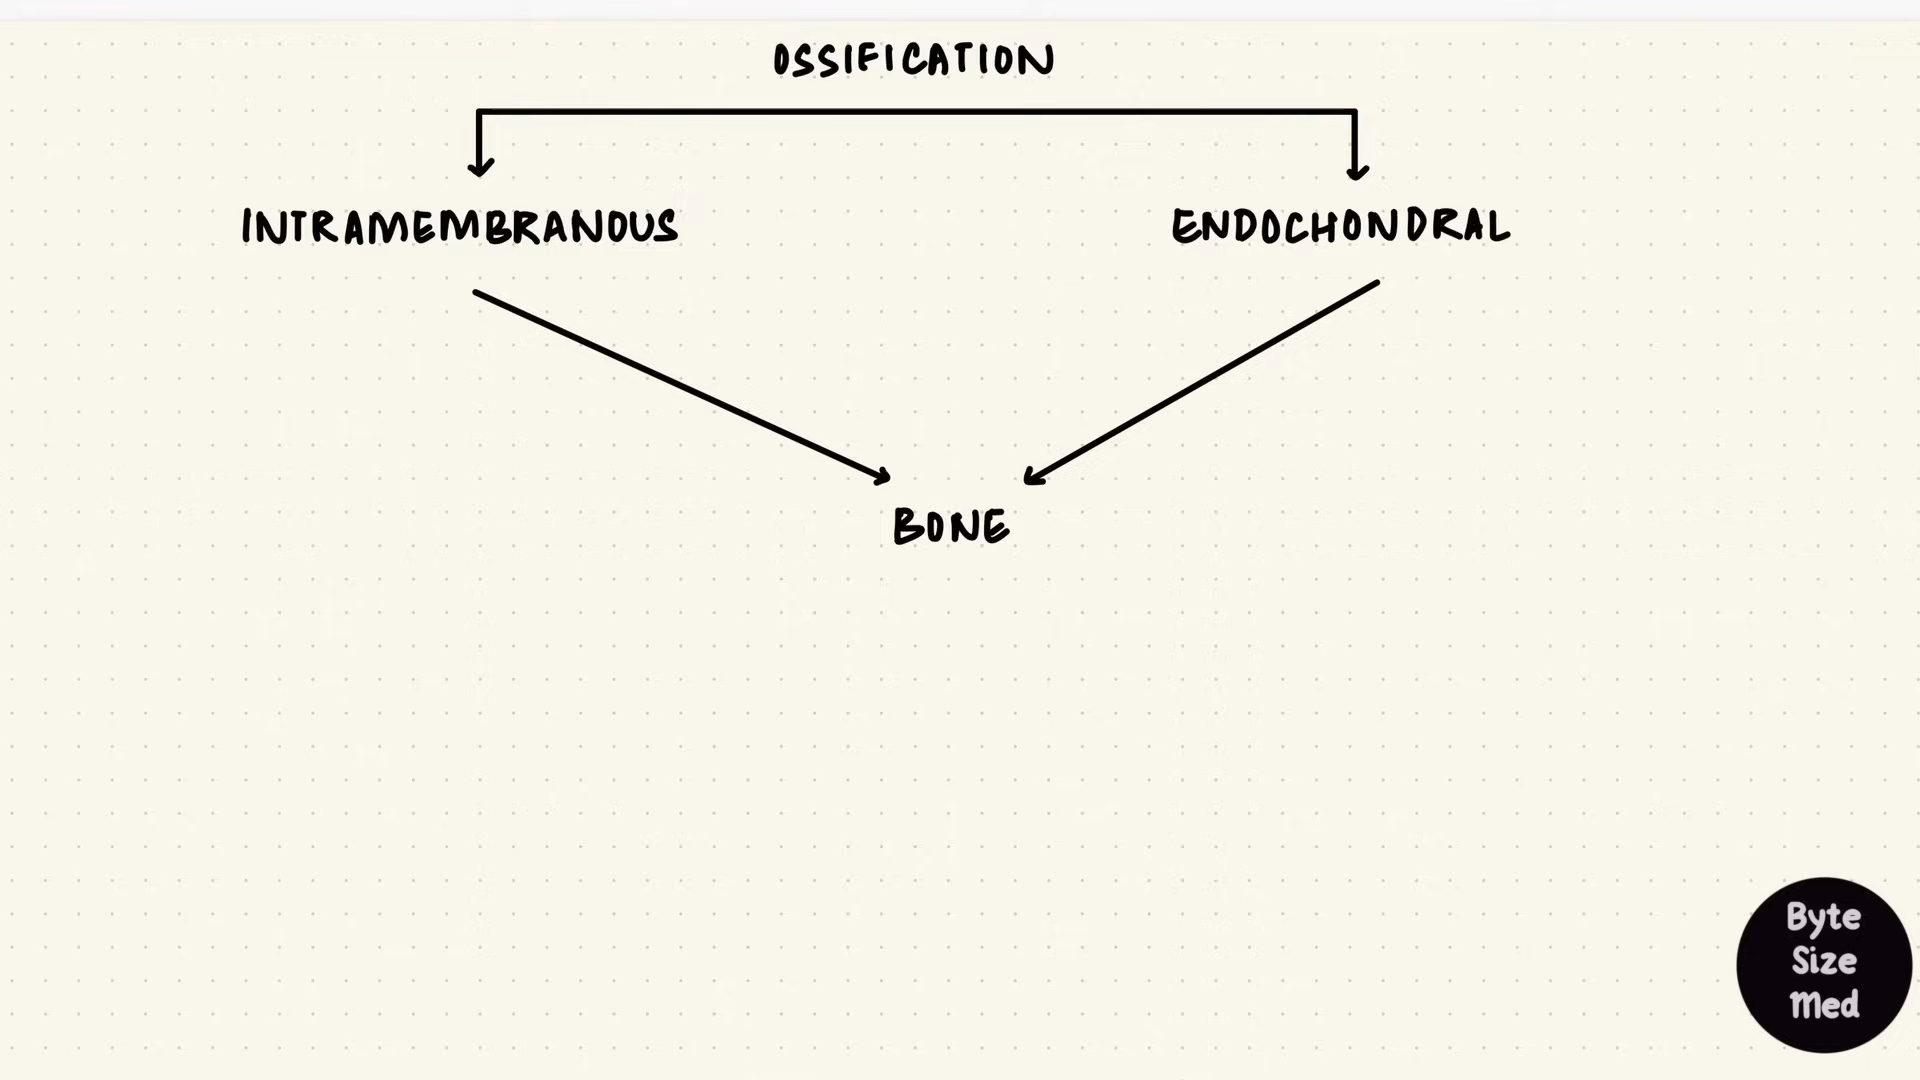 OSSIFICATION
INTRAMEMBRANOUS
ENDOCHONDRAL
BONE
Byte
Size
Med